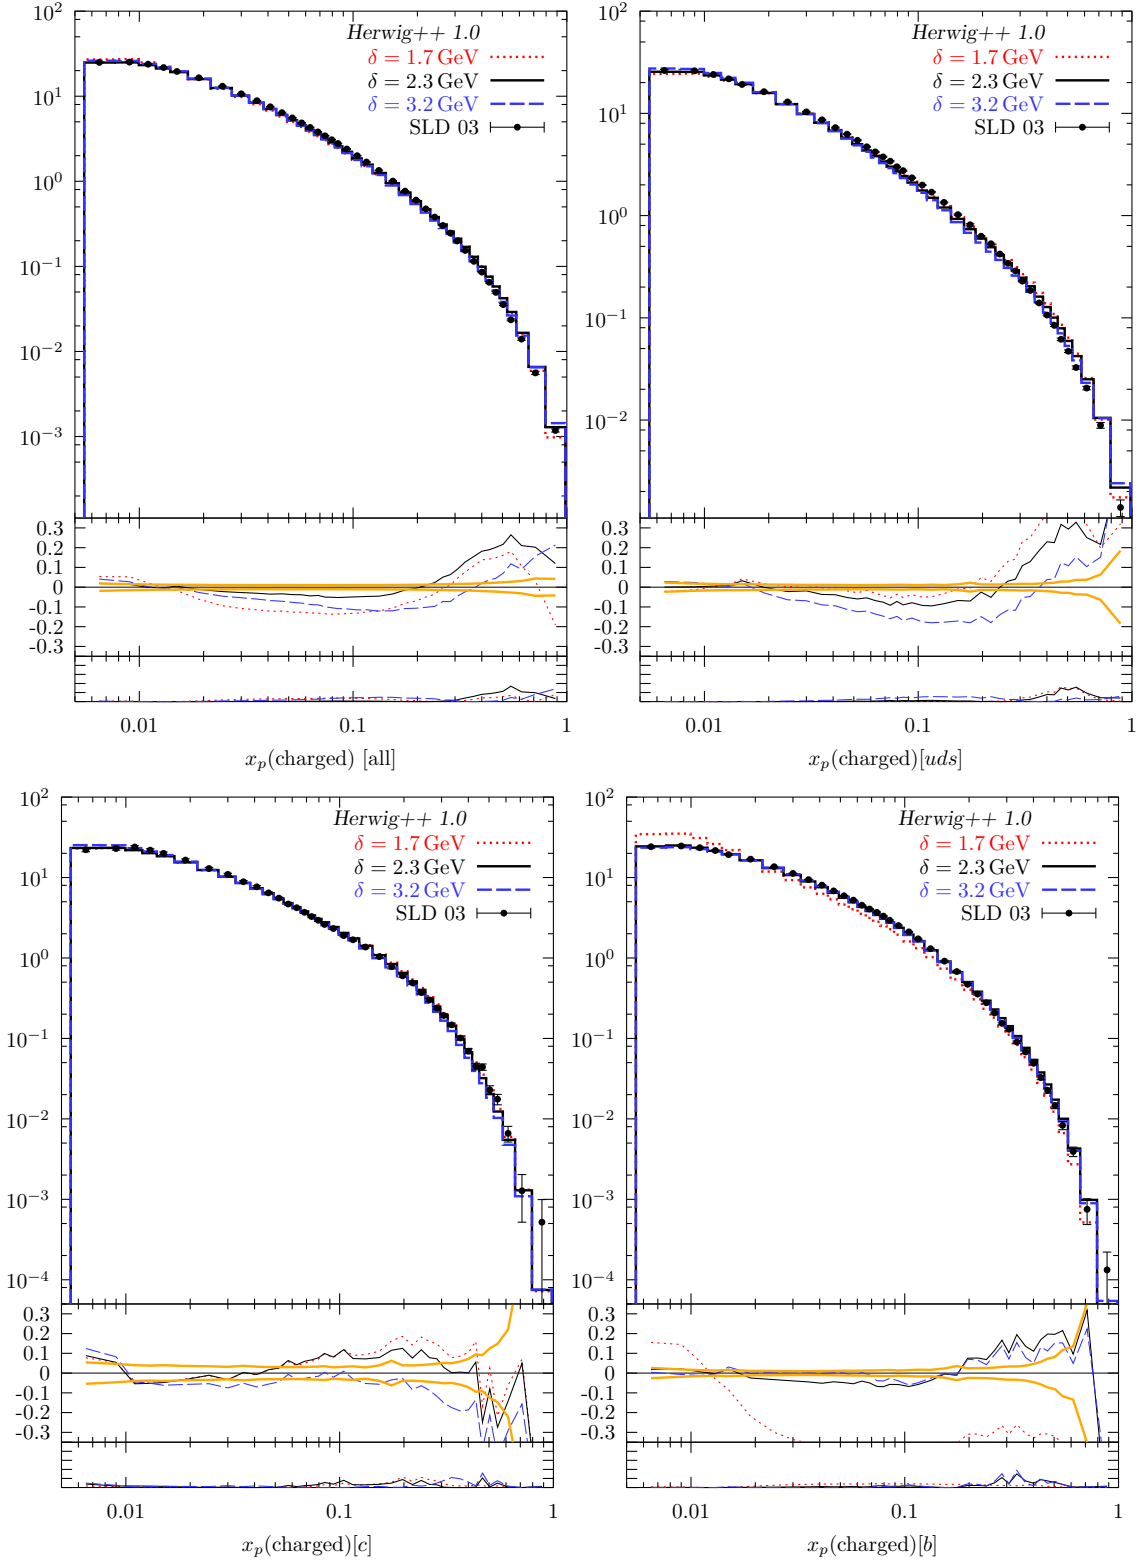 10^2
10^1
10^0
10^-1
10^-2
10^-3
Herwig++ 1.0
δ = 1.7 GeV
δ = 2.3 GeV
δ = 3.2 GeV
SLD 03
0.3
0.2
0.1
0
-0.1
-0.2
-0.3
0.01 0.1 1
x_p(charged) [all]
10^2
10^1
10^0
10^-1
10^-2
Herwig++ 1.0
δ = 1.7 GeV
δ = 2.3 GeV
δ = 3.2 GeV
SLD 03
0.3
0.2
0.1
0
-0.1
-0.2
-0.3
0.01 0.1 1
x_p(charged)[uds]
10^2
10^1
10^0
10^-1
10^-2
10^-3
10^-4
Herwig++ 1.0
δ = 1.7 GeV
δ = 2.3 GeV
δ = 3.2 GeV
SLD 03
0.3
0.2
0.1
0
-0.1
-0.2
-0.3
0.01 0.1 1
x_p(charged)[c]
10^2
10^1
10^0
10^-1
10^-2
10^-3
10^-4
Herwig++ 1.0
δ = 1.7 GeV
δ = 2.3 GeV
δ = 3.2 GeV
SLD 03
0.3
0.2
0.1
0
-0.1
-0.2
-0.3
0.01 0.1 1
x_p(charged)[b]